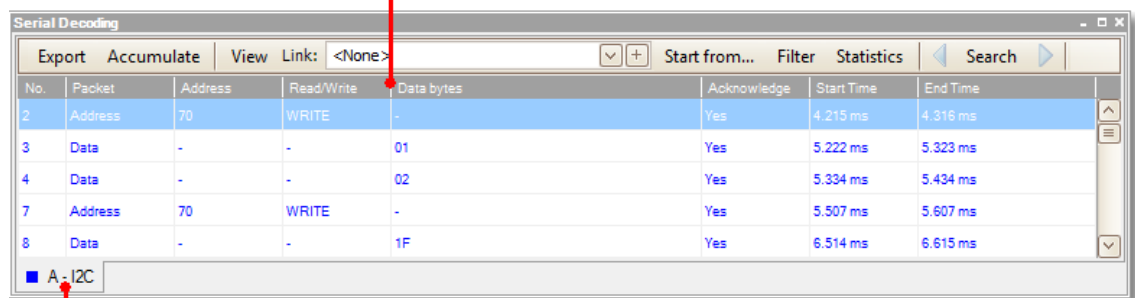 Serial Decoding
Export Accumulate View Link: <None> Start from... Filter Statistics Search
No. Packet Address Read/Write Data bytes Acknowledge Start Time End Time
2 Address 70 WRITE - Yes 4.215 ms 4.316 ms
3 Data - - 01 Yes 5.222 ms 5.323 ms
4 Data - - 02 Yes 5.334 ms 5.434 ms
7 Address 70 WRITE - Yes 5.507 ms 5.607 ms
8 Data - - 1F Yes 6.514 ms 6.615 ms
A - I2C